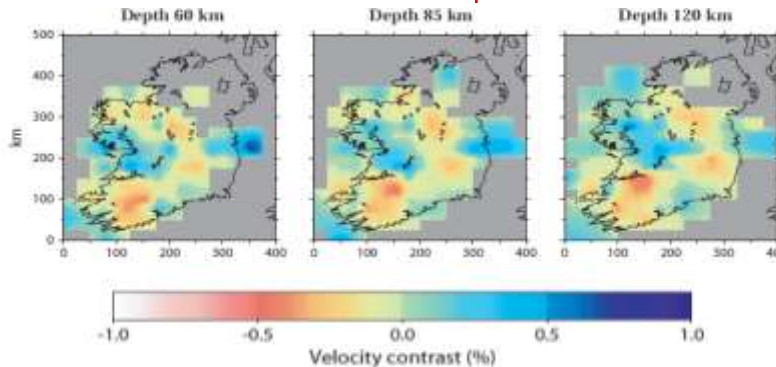 Depth 60 km
Depth 85 km
Depth 120 km
500
400
300
200
100
0
km
0 100 200 300 400
0 100 200 300 400
0 100 200 300 400
-1.0 -0.5 0.0 0.5 1.0
Velocity contrast (%)